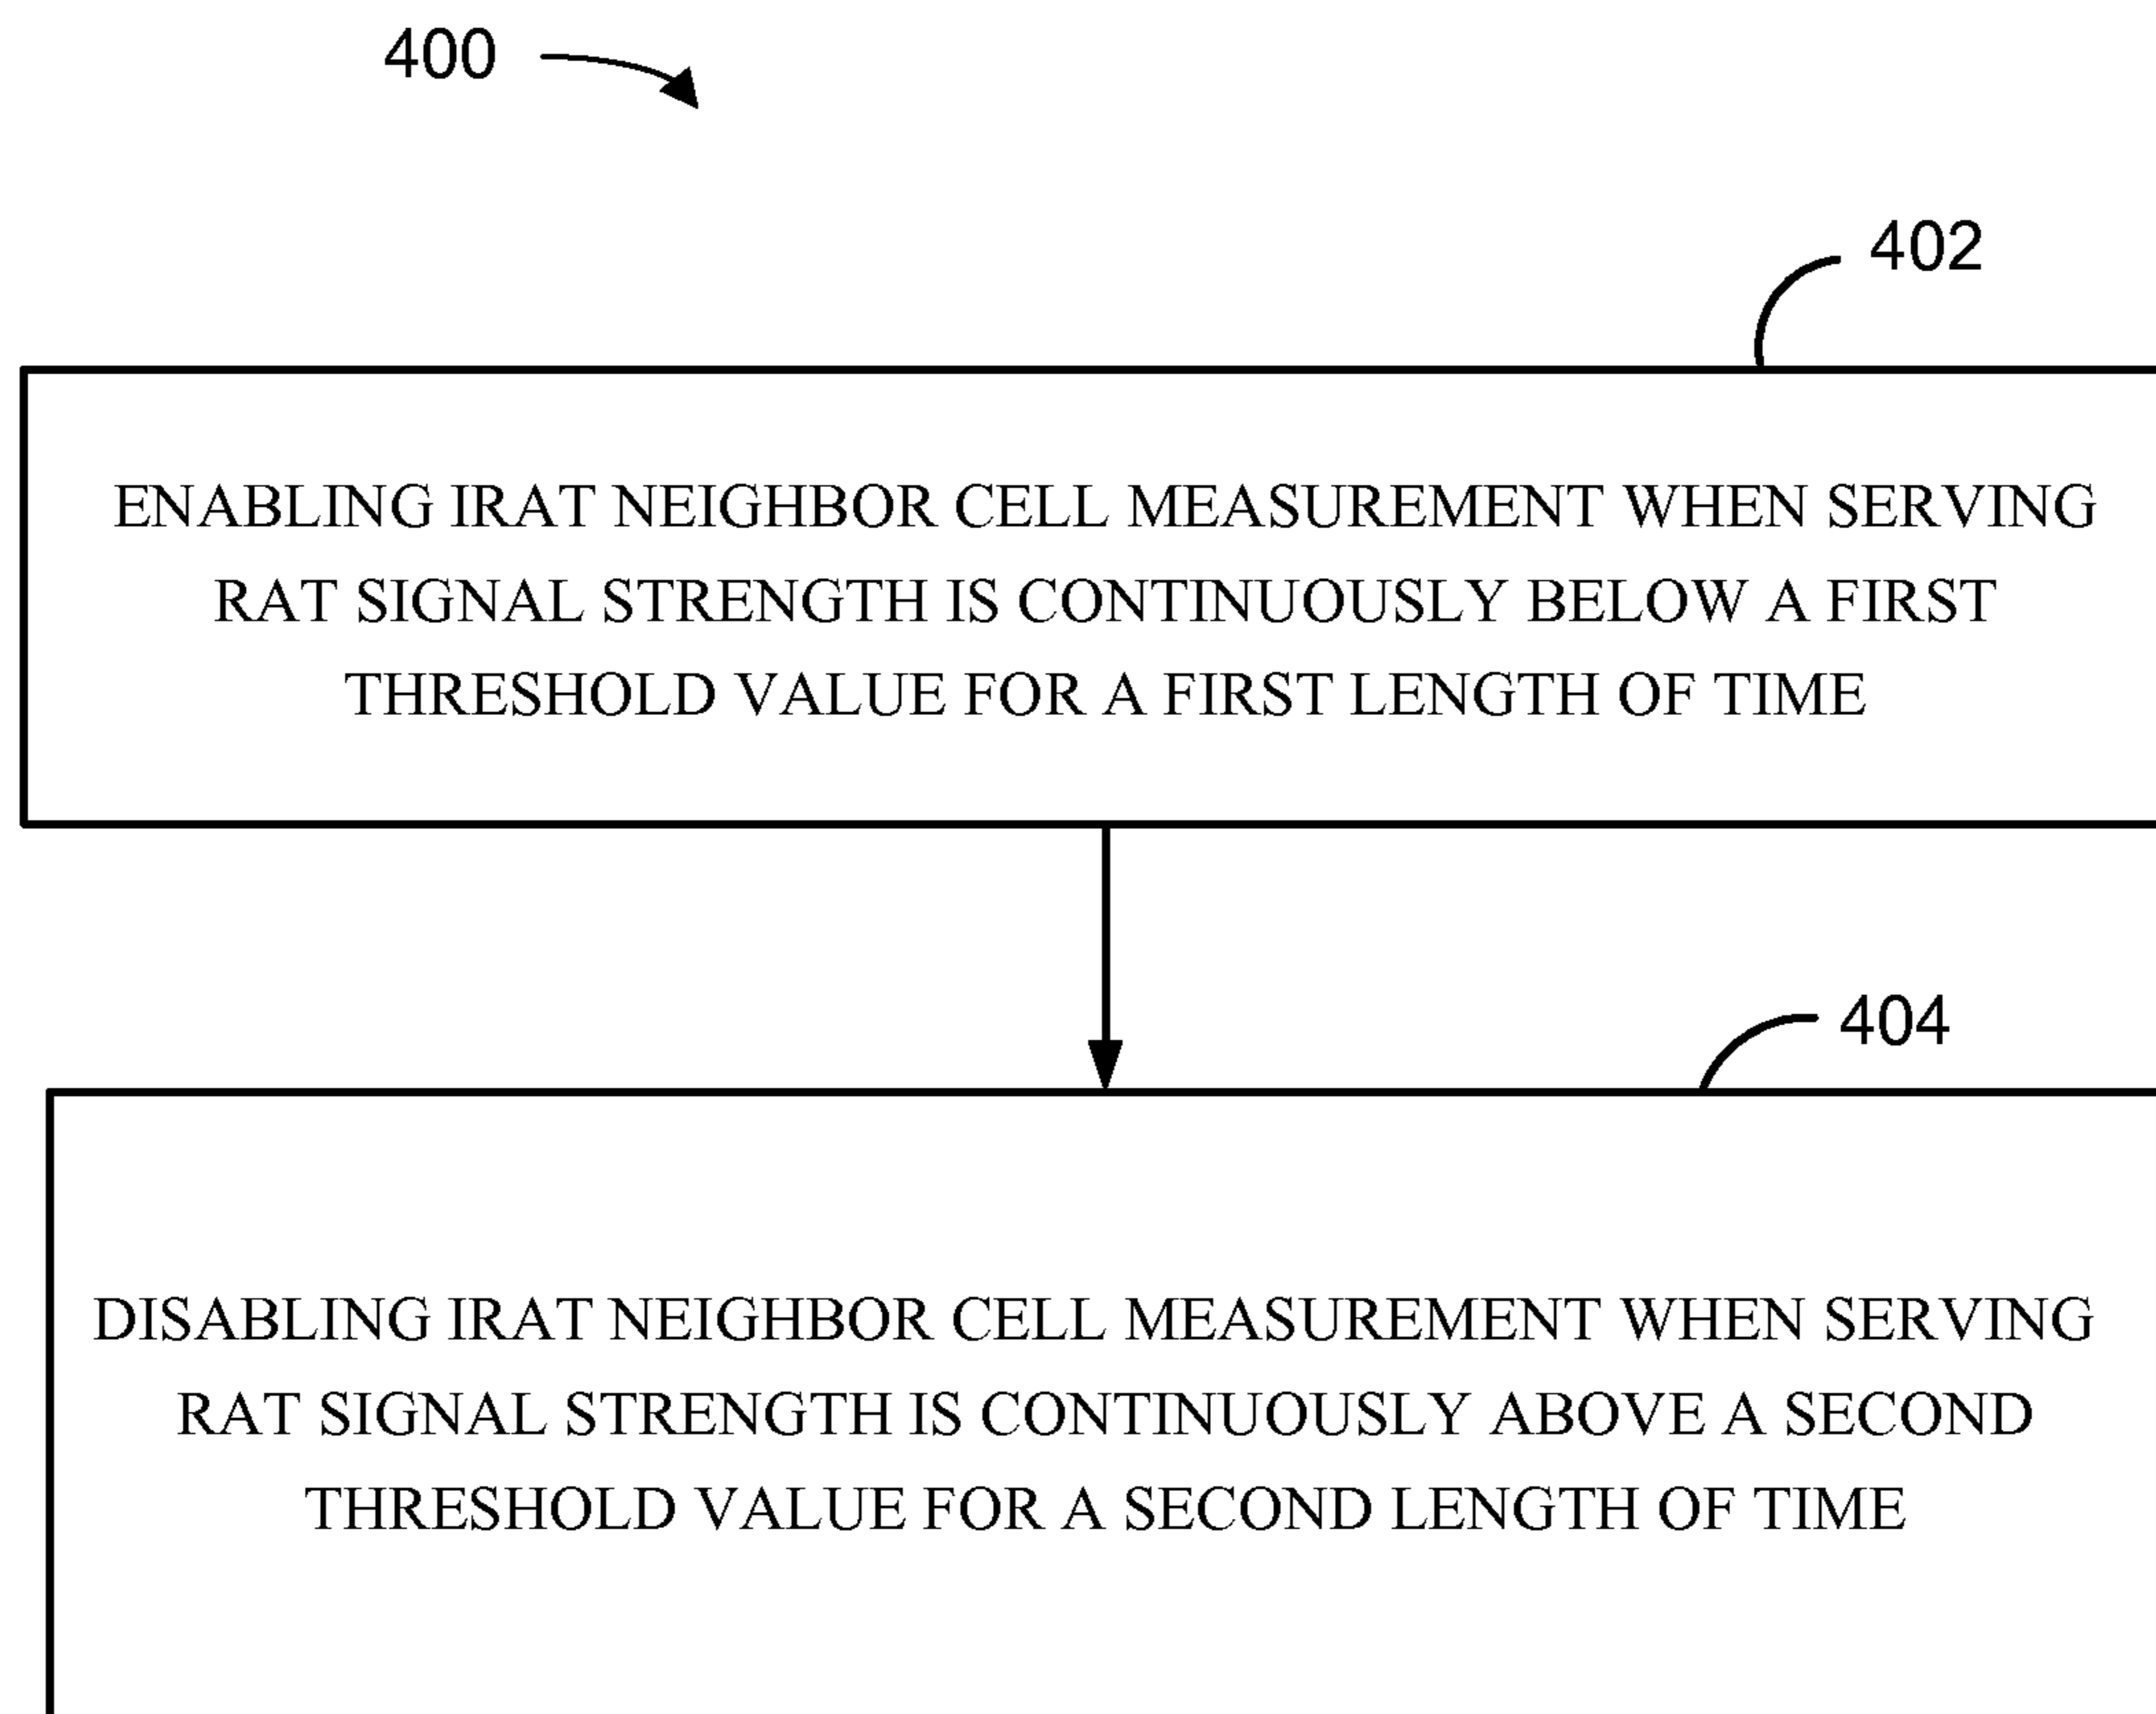 400
402
ENABLING IRAT NEIGHBOR CELL MEASUREMENT WHEN SERVING
RAT SIGNAL STRENGTH IS CONTINUOUSLY BELOW A FIRST
THRESHOLD VALUE FOR A FIRST LENGTH OF TIME
404
DISABLING IRAT NEIGHBOR CELL MEASUREMENT WHEN SERVING
RAT SIGNAL STRENGTH IS CONTINUOUSLY ABOVE A SECOND
THRESHOLD VALUE FOR A SECOND LENGTH OF TIME